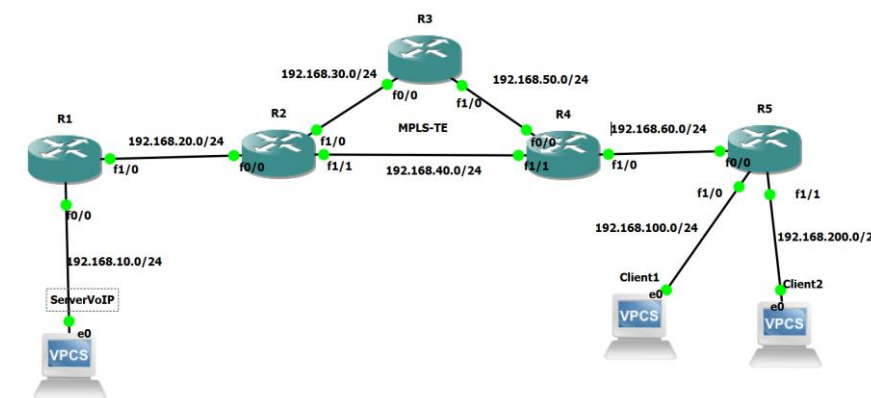 R3
192.168.30.0/24
192.168.50.0/24
f0/0
f1/0
R1
R2
MPLS-TE
R4
R5
192.168.20.0/24
f1/0
f0/0
192.168.60.0/24
f1/0
f0/0
f1/1
f1/1
f1/0
f0/0
192.168.40.0/24
f0/0
f1/0
f1/1
192.168.100.0/24
192.168.200.0/2
192.168.10.0/24
ServerVoIP
e0
VPCS
Client1
e0
VPCS
Client2
e0
VPCS